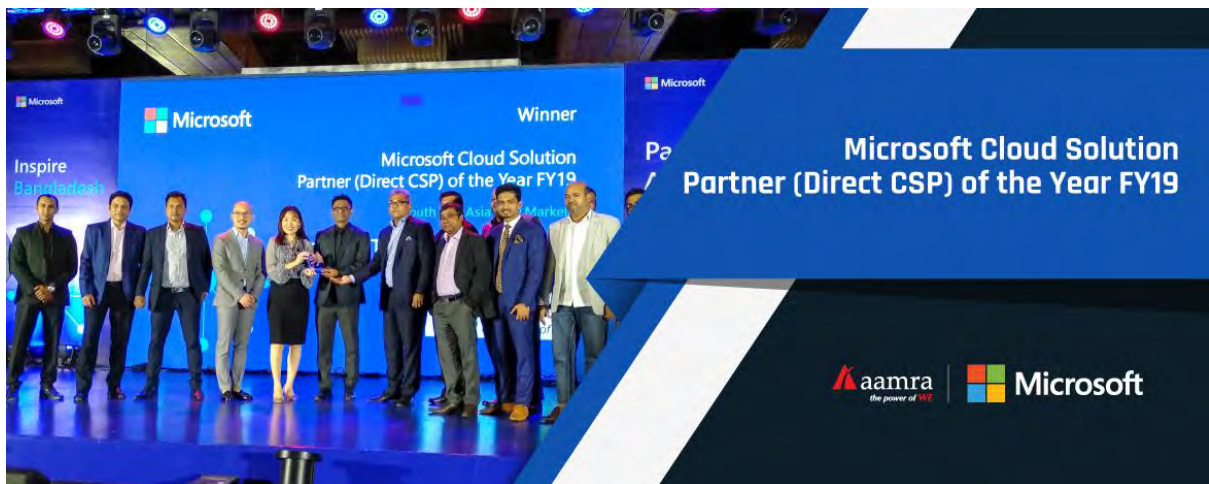 Microsoft
Inspire
Bangladesh
Microsoft
Winner
Microsoft Cloud Solution
Partner (Direct CSP) of the Year FY19
Microsoft
Microsoft Cloud Solution
Partner (Direct CSP) of the Year FY19
aamra
the power of WE
Microsoft